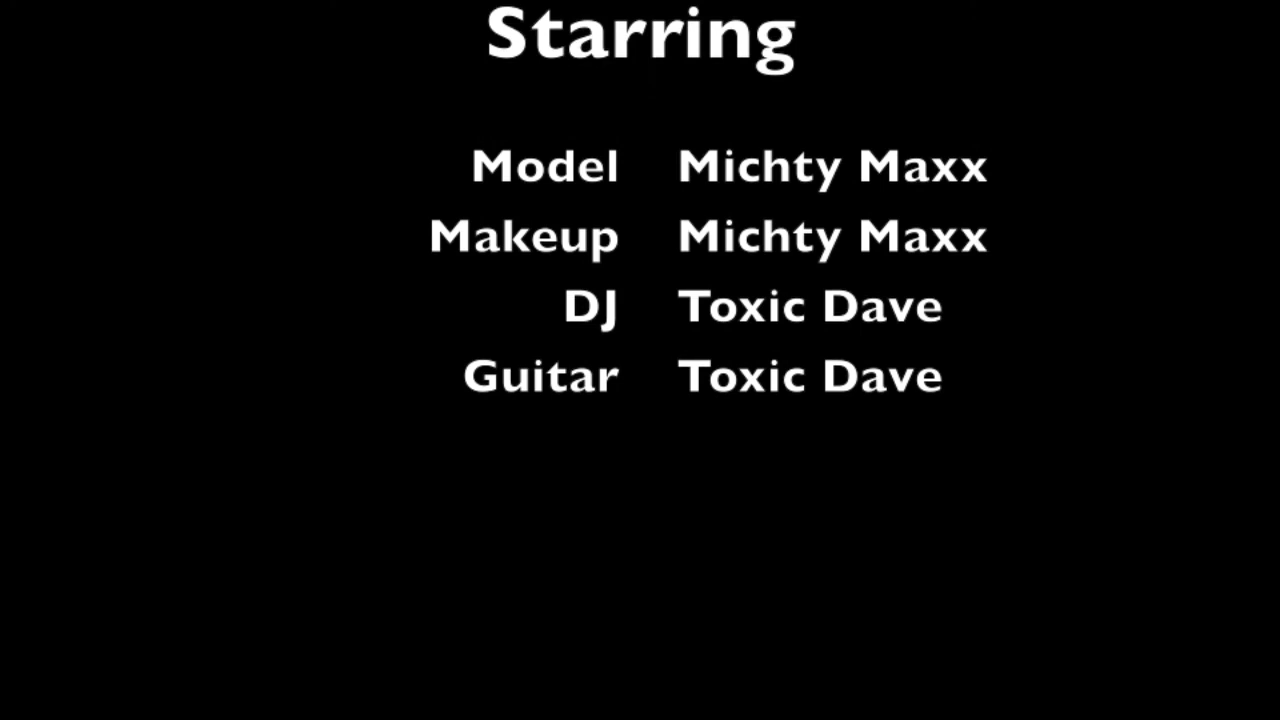 Starring
Model Michty Maxx
Makeup Michty Maxx
DJ Toxic Dave
Guitar Toxic Dave